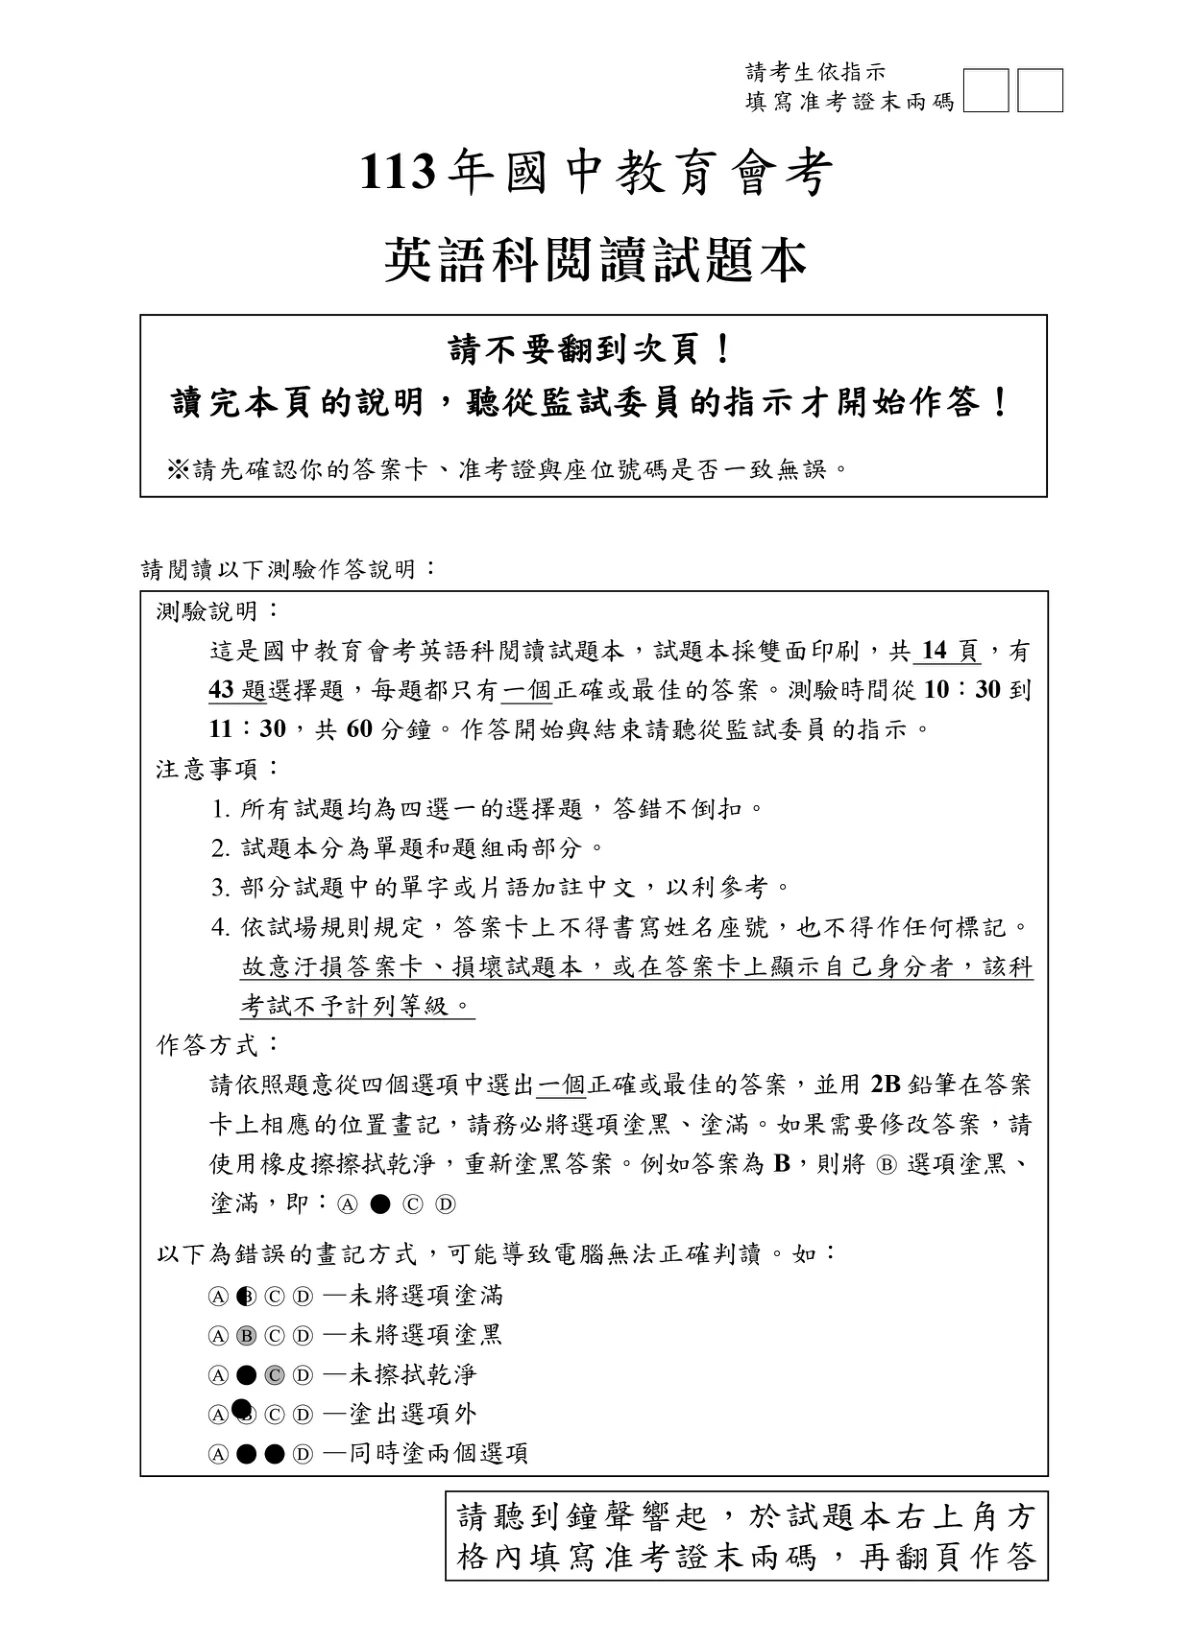 請考生依指示
填寫准考證末兩碼
113年國中教育會考
英語科閱讀試題本
請不要翻到次頁！
讀完本頁的說明，聽從監試委員的指示才開始作答！
※請先確認你的答案卡、准考證與座位號碼是否一致無誤。
請閱讀以下測驗作答說明：
測驗說明：
這是國中教育會考英語科閱讀試題本，試題本採雙面印刷，共 14 頁，有
43 題選擇題，每題都只有一個正確或最佳的答案。測驗時間從 10：30 到
11：30，共 60 分鐘。作答開始與結束請聽從監試委員的指示。
注意事項：
1. 所有試題均為四選一的選擇題，答錯不倒扣。
2. 試題本分為單題和題組兩部分。
3. 部分試題中的單字或片語加註中文，以利參考。
4. 依試場規則規定，答案卡上不得書寫姓名座號，也不得作任何標記。
故意汙損答案卡、損壞試題本，或在答案卡上顯示自己身分者，該科
考試不予計列等級。
作答方式：
請依照題意從四個選項中選出一個正確或最佳的答案，並用 2B 鉛筆在答案
卡上相應的位置畫記，請務必將選項塗黑、塗滿。如果需要修改答案，請
使用橡皮擦擦拭乾淨，重新塗黑答案。例如答案為 B，則將 Ⓑ 選項塗黑、
塗滿，即：Ⓐ ● Ⓒ Ⓓ
以下為錯誤的畫記方式，可能導致電腦無法正確判讀。如：
Ⓐ Ⓑ Ⓒ Ⓓ —未將選項塗滿
Ⓐ Ⓑ Ⓒ Ⓓ —未將選項塗黑
Ⓐ ● Ⓒ Ⓓ —未擦拭乾淨
Ⓐ Ⓑ Ⓒ Ⓓ —塗出選項外
Ⓐ ● ● Ⓓ —同時塗兩個選項
請聽到鐘聲響起，於試題本右上角方
格內填寫准考證末兩碼，再翻頁作答